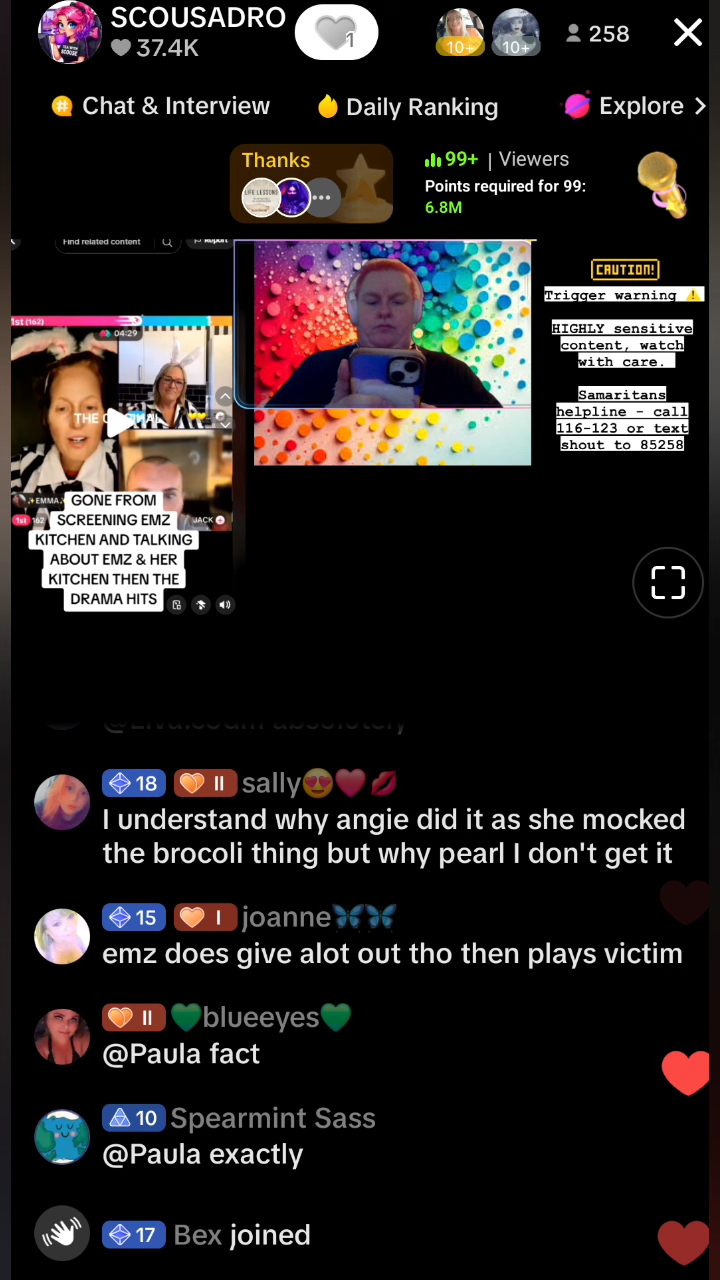 SCOUSADRO
37.4K
1
10+
10+
258
Chat & Interview
Daily Ranking
Explore
Thanks
LIFE LESSONS
99+ | Viewers
Points required for 99:
6.8M
Find related content
Report
1st (162)
04:29
THE
EMMA
1st 162
JACK
GONE FROM
SCREENING EMZ
KITCHEN AND TALKING
ABOUT EMZ & HER
KITCHEN THEN THE
DRAMA HITS
CAUTION!
Trigger warning ⚠️
HIGHLY sensitive
content, watch
with care.
Samaritans
helpline - call
116-123 or text
shout to 85258
18 II sally😍❤️💋
I understand why angie did it as she mocked
the brocoli thing but why pearl I don't get it
15 I joanne🦋🦋
emz does give alot out tho then plays victim
II 💚blueeyes💚
@Paula fact
10 Spearmint Sass
@Paula exactly
17 Bex joined